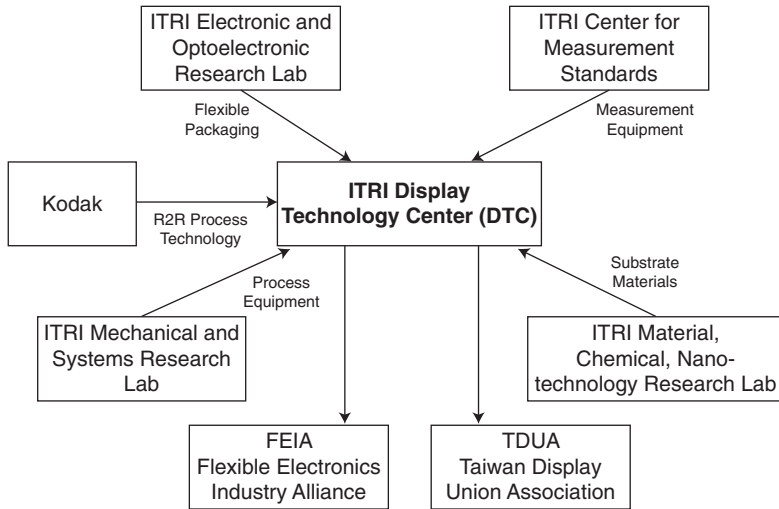 ITRI Electronic and
Optoelectronic
Research Lab
ITRI Center for
Measurement
Standards
Flexible
Packaging
Measurement
Equipment
Kodak
ITRI Display
Technology Center (DTC)
R2R Process
Technology
Process
Equipment
Substrate
Materials
ITRI Mechanical and
Systems Research
Lab
ITRI Material,
Chemical, Nano-
technology Research Lab
FEIA
Flexible Electronics
Industry Alliance
TDUA
Taiwan Display
Union Association